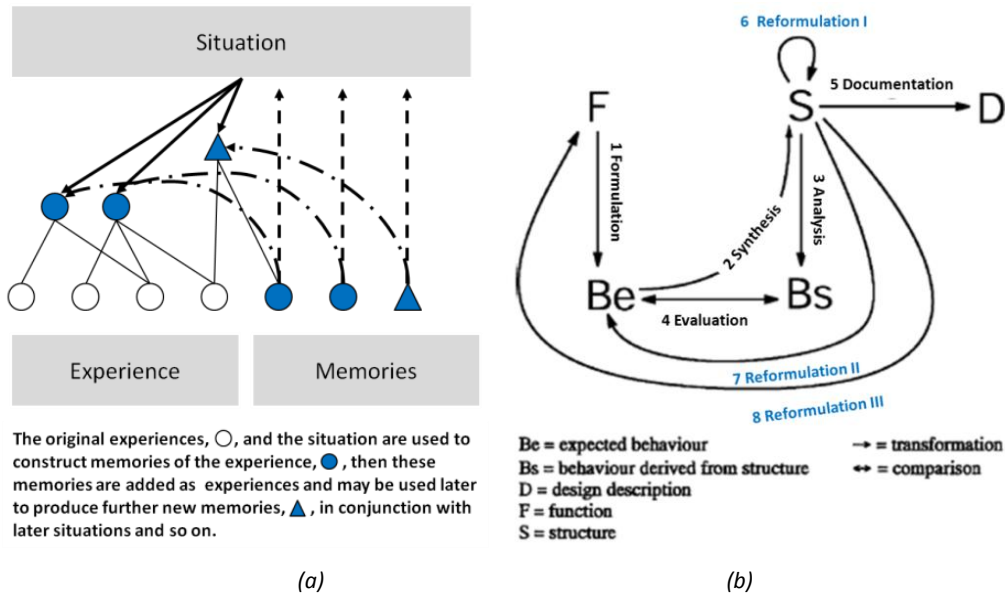 Situation
Experience
Memories
The original experiences, , and the situation are used to
construct memories of the experience, , then these
memories are added as experiences and may be used later
to produce further new memories, , in conjunction with
later situations and so on.
(a)
6 Reformulation I
5 Documentation
F
S
D
1 Formulation
2 Synthesis
3 Analysis
Be
Bs
4 Evaluation
7 Reformulation II
8 Reformulation III
Be = expected behaviour
→ = transformation
Bs = behaviour derived from structure
↔ = comparison
D = design description
F = function
S = structure
(b)